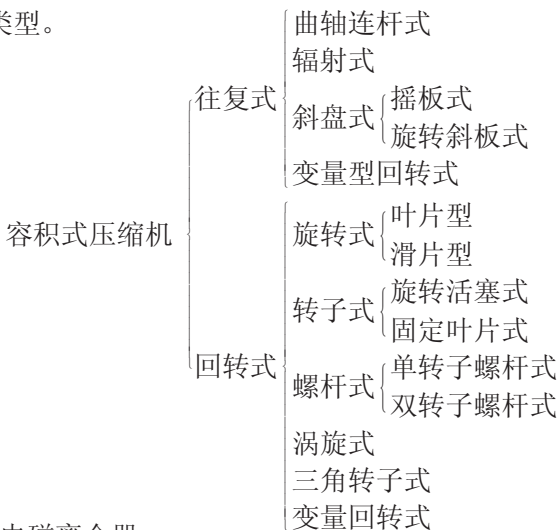 类型。
容积式压缩机
往复式
曲轴连杆式
辐射式
斜盘式
摇板式
旋转斜板式
变量型回转式
回转式
旋转式
叶片型
滑片型
转子式
旋转活塞式
固定叶片式
螺杆式
单转子螺杆式
双转子螺杆式
涡旋式
三角转子式
变量回转式